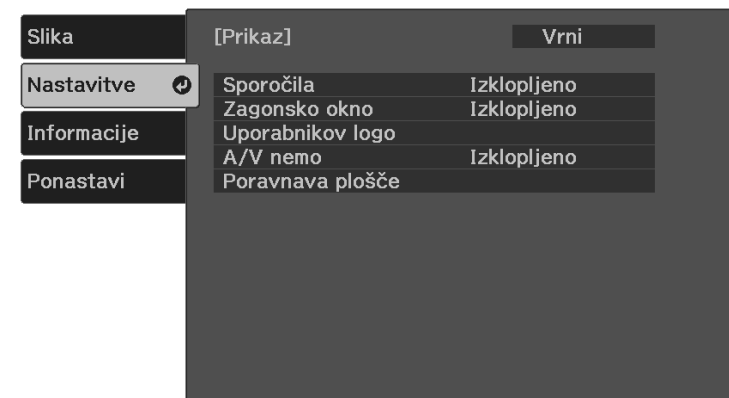 Slika
Nastavitve
Informacije
Ponastavi
[Prikaz] Vrni
Sporočila Izklopljeno
Zagonsko okno Izklopljeno
Uporabnikov logo
A/V nemo Izklopljeno
Poravnava plošče